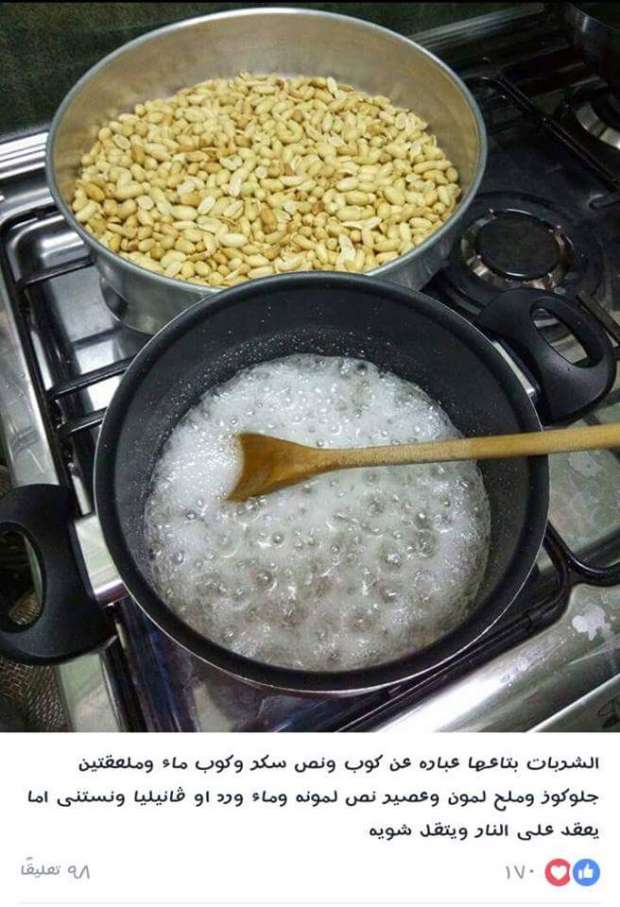 الشربات بتاعها عباره عن كوب ونص سكر وكوب ماء وملعقتين
جلوكوز وملح لمون وعصير نص لمونه وماء ورد او ڤانيليا ونستنى اما
يعقد على النار ويتقل شويه
١٧٠
٩٨ تعليقًا